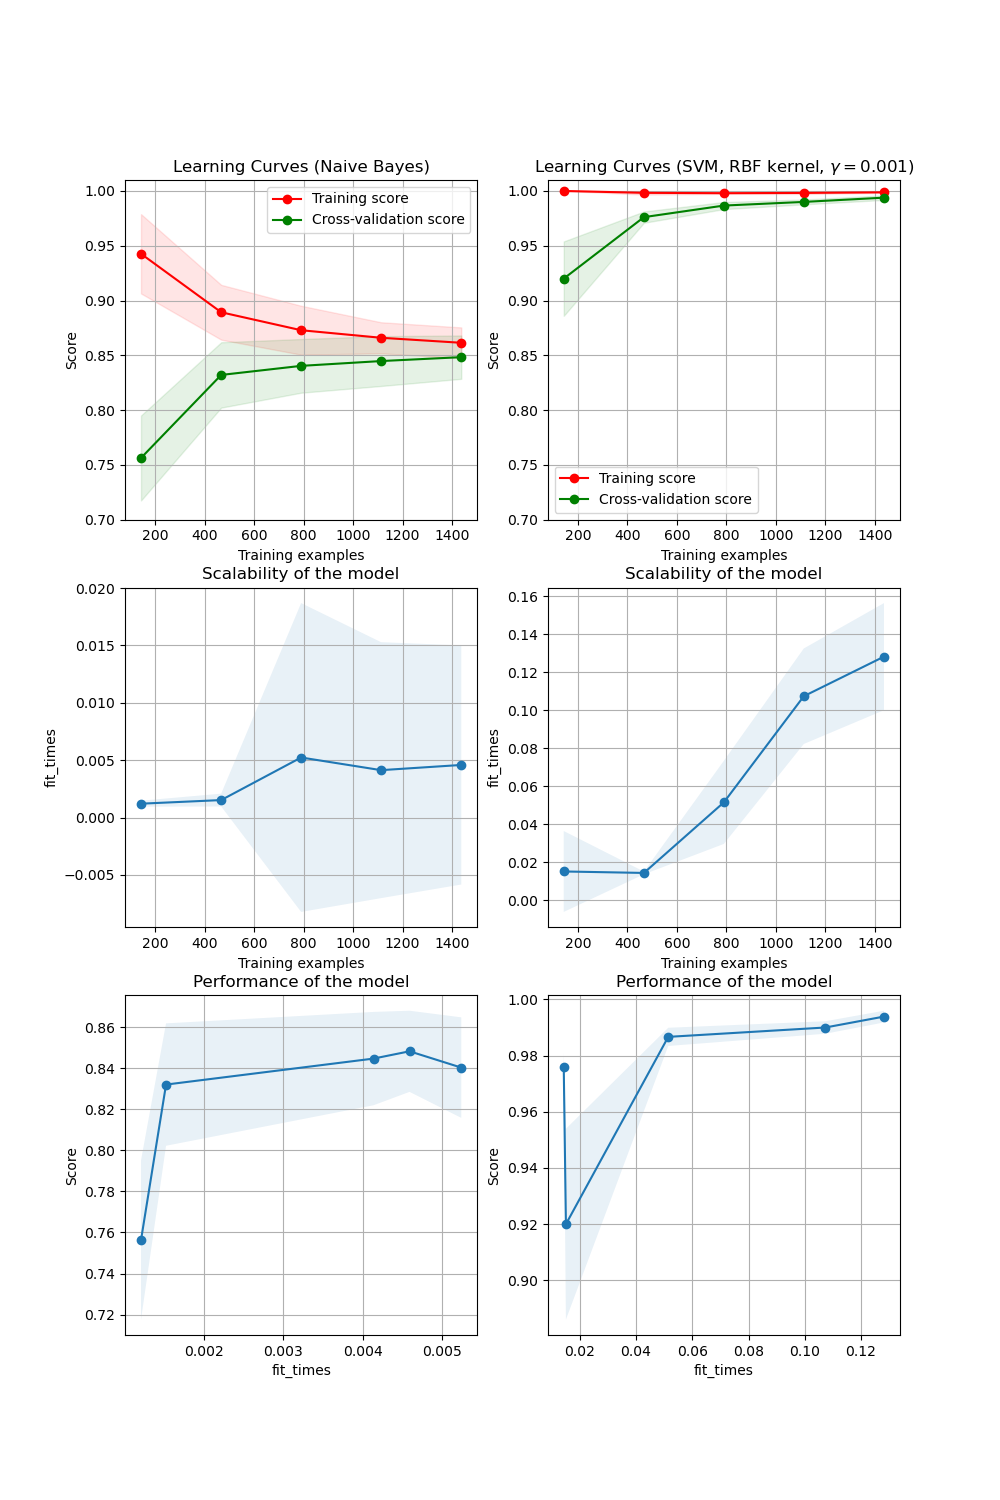 Learning Curves (Naive Bayes)
1.00
0.95
0.90
0.85
0.80
0.75
0.70
Score
Training score
Cross-validation score
200 400 600 800 1000 1200 1400
Training examples
Learning Curves (SVM, RBF kernel, γ = 0.001)
1.00
0.95
0.90
0.85
0.80
0.75
0.70
Score
Training score
Cross-validation score
200 400 600 800 1000 1200 1400
Training examples
Scalability of the model
0.020
0.015
0.010
0.005
0.000
−0.005
fit_times
200 400 600 800 1000 1200 1400
Training examples
Scalability of the model
0.16
0.14
0.12
0.10
0.08
0.06
0.04
0.02
0.00
fit_times
200 400 600 800 1000 1200 1400
Training examples
Performance of the model
0.86
0.84
0.82
0.80
0.78
0.76
0.74
0.72
Score
0.002 0.003 0.004 0.005
fit_times
Performance of the model
1.00
0.98
0.96
0.94
0.92
0.90
Score
0.02 0.04 0.06 0.08 0.10 0.12
fit_times